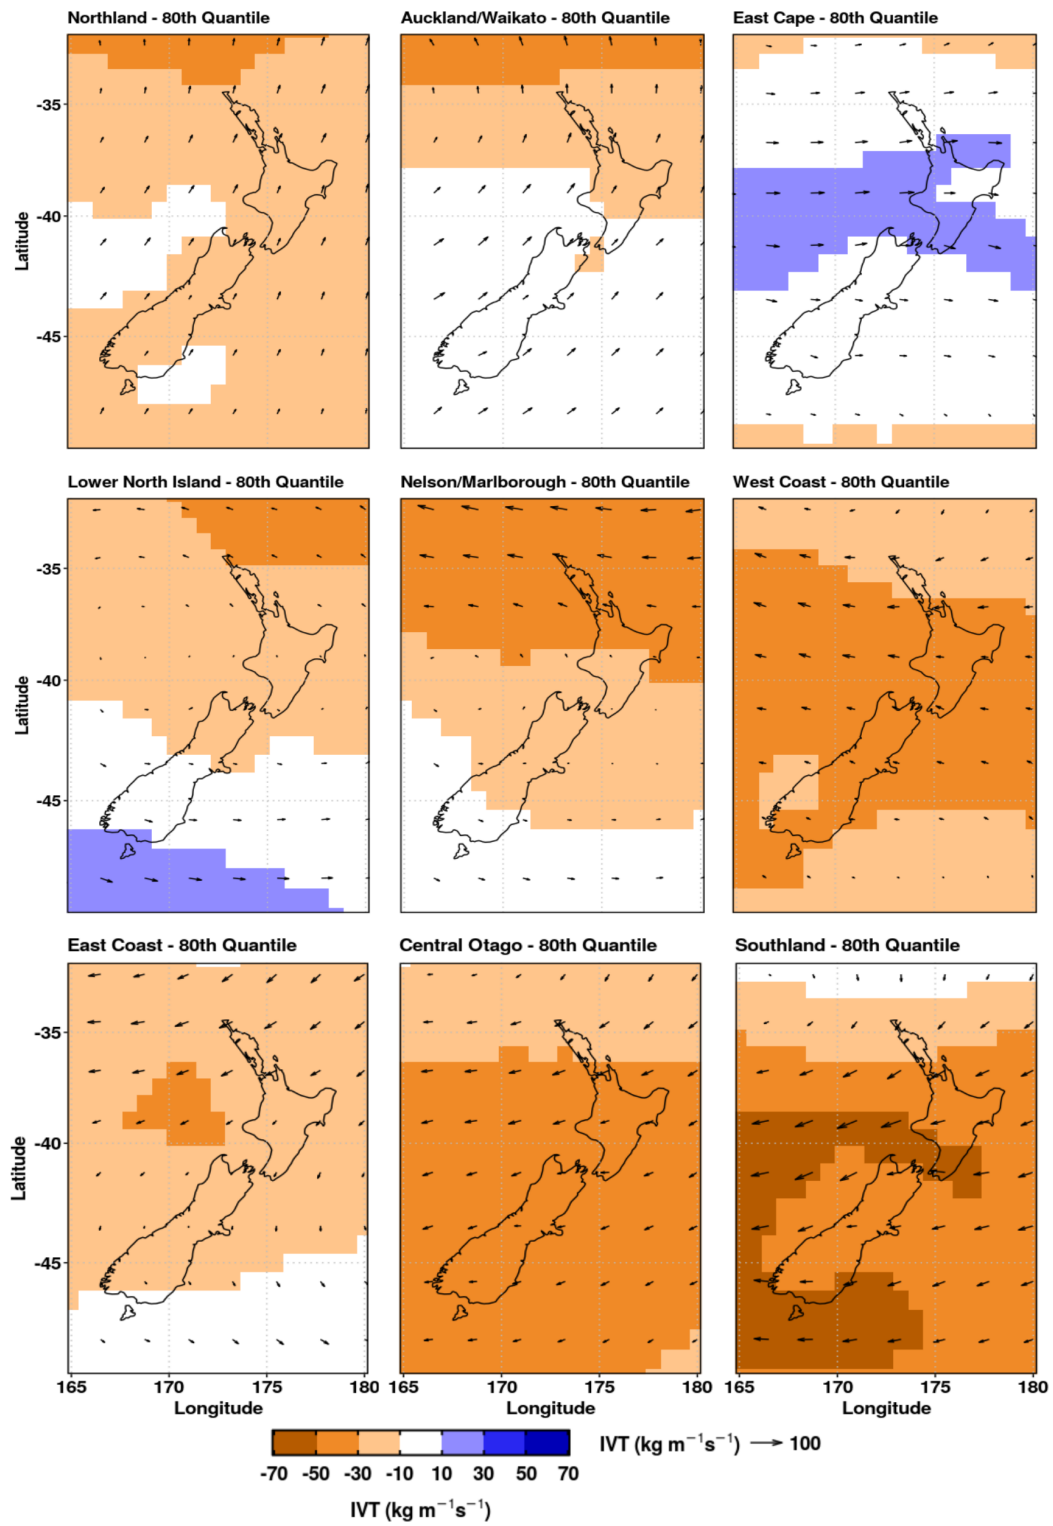 Northland - 80th Quantile
Auckland/Waikato - 80th Quantile
East Cape - 80th Quantile
Latitude
-35
-40
-45
Lower North Island - 80th Quantile
Nelson/Marlborough - 80th Quantile
West Coast - 80th Quantile
Latitude
-35
-40
-45
East Coast - 80th Quantile
Central Otago - 80th Quantile
Southland - 80th Quantile
Latitude
-35
-40
-45
165 170 175 180
165 170 175 180
165 170 175 180
Longitude
Longitude
Longitude
IVT (kg m⁻¹s⁻¹) 100
-70 -50 -30 -10 10 30 50 70
IVT (kg m⁻¹s⁻¹)